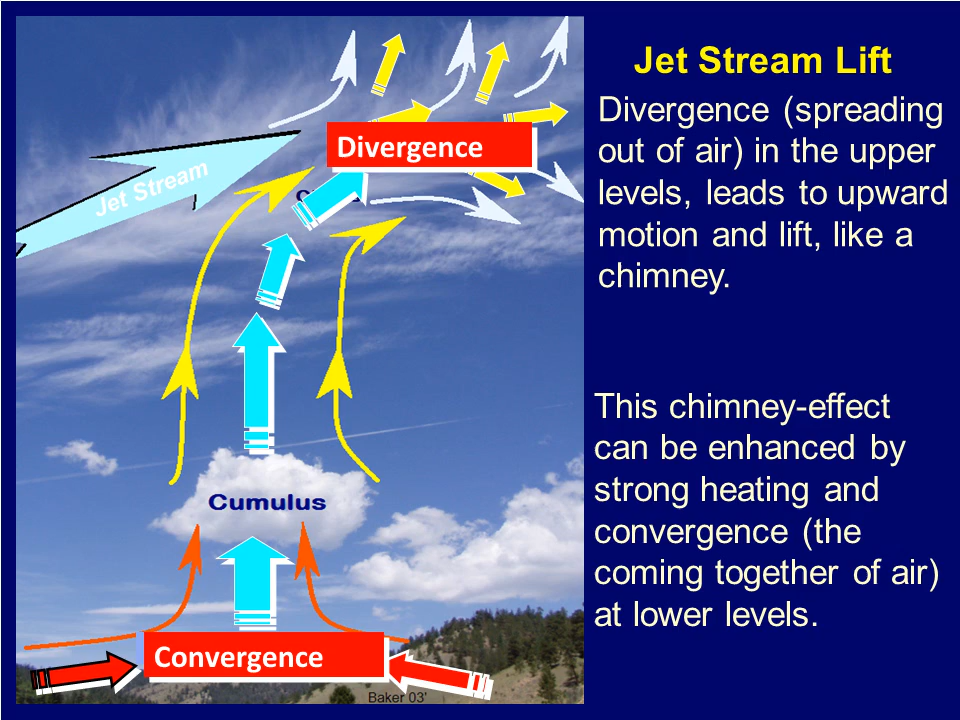 Jet Stream Lift
Divergence (spreading
out of air) in the upper
levels, leads to upward
motion and lift, like a
chimney.
This chimney-effect
can be enhanced by
strong heating and
convergence (the
coming together of air)
at lower levels.
Divergence
Jet Stream
Cumulus
Convergence
Baker 03'